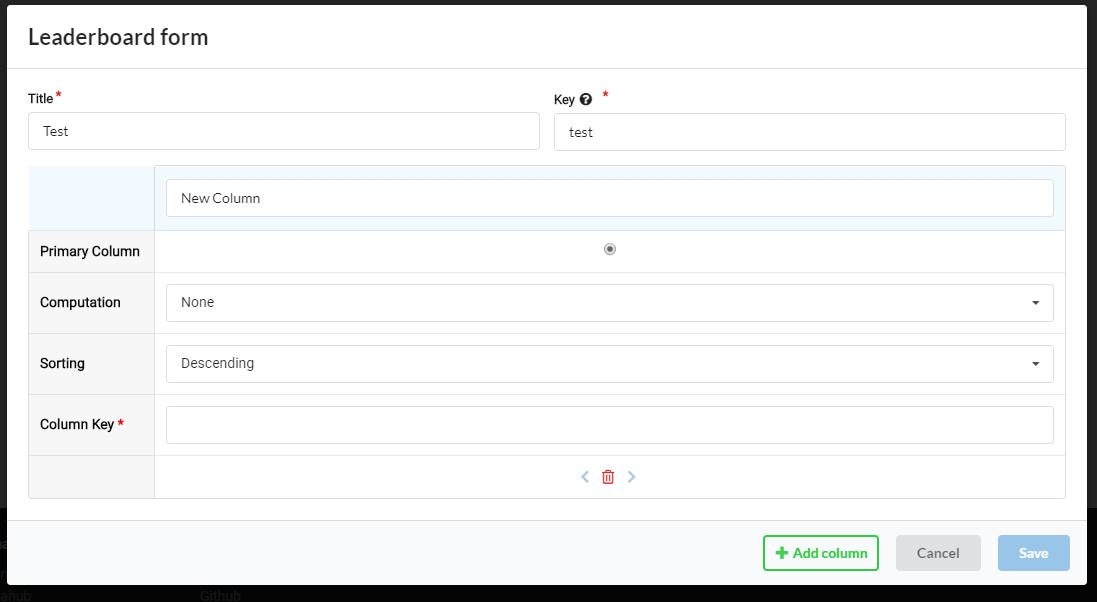 Leaderboard form
Title *
Key *
Test
test
New Column
Primary Column
Computation
None
Sorting
Descending
Column Key *
Add column
Cancel
Save
ahub
Github